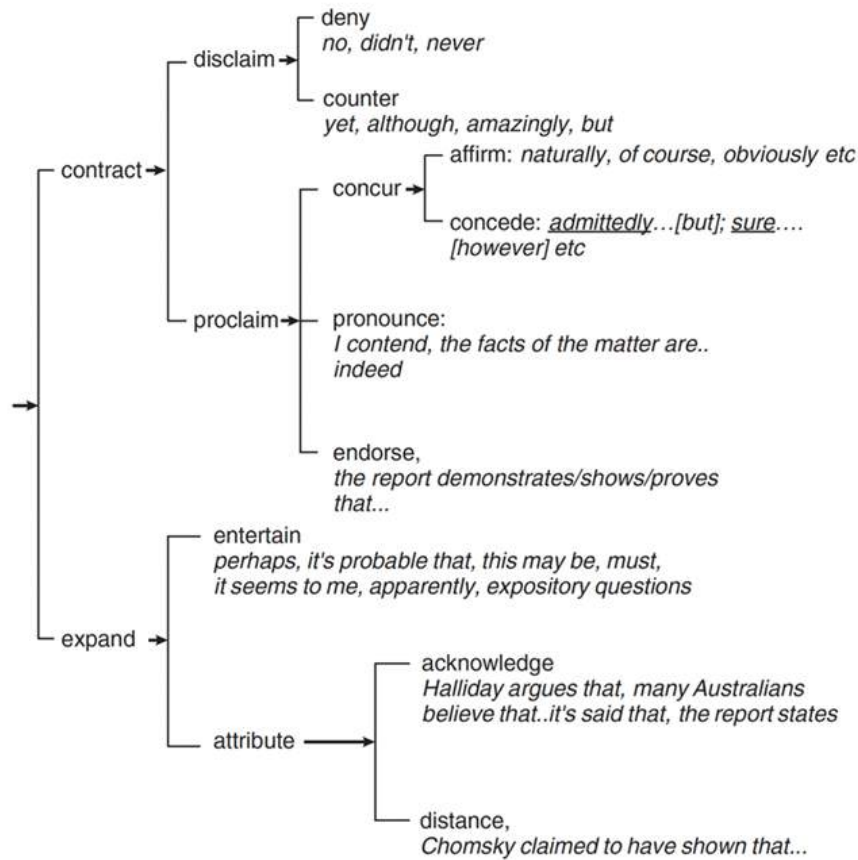 deny
no, didn't, never
disclaim
counter
yet, although, amazingly, but
contract
affirm: naturally, of course, obviously etc
concur
concede: admittedly…[but]; sure….
[however] etc
proclaim
pronounce:
I contend, the facts of the matter are..
indeed
endorse,
the report demonstrates/shows/proves
that...
entertain
perhaps, it's probable that, this may be, must,
it seems to me, apparently, expository questions
expand
acknowledge
Halliday argues that, many Australians
believe that..it's said that, the report states
attribute
distance,
Chomsky claimed to have shown that...